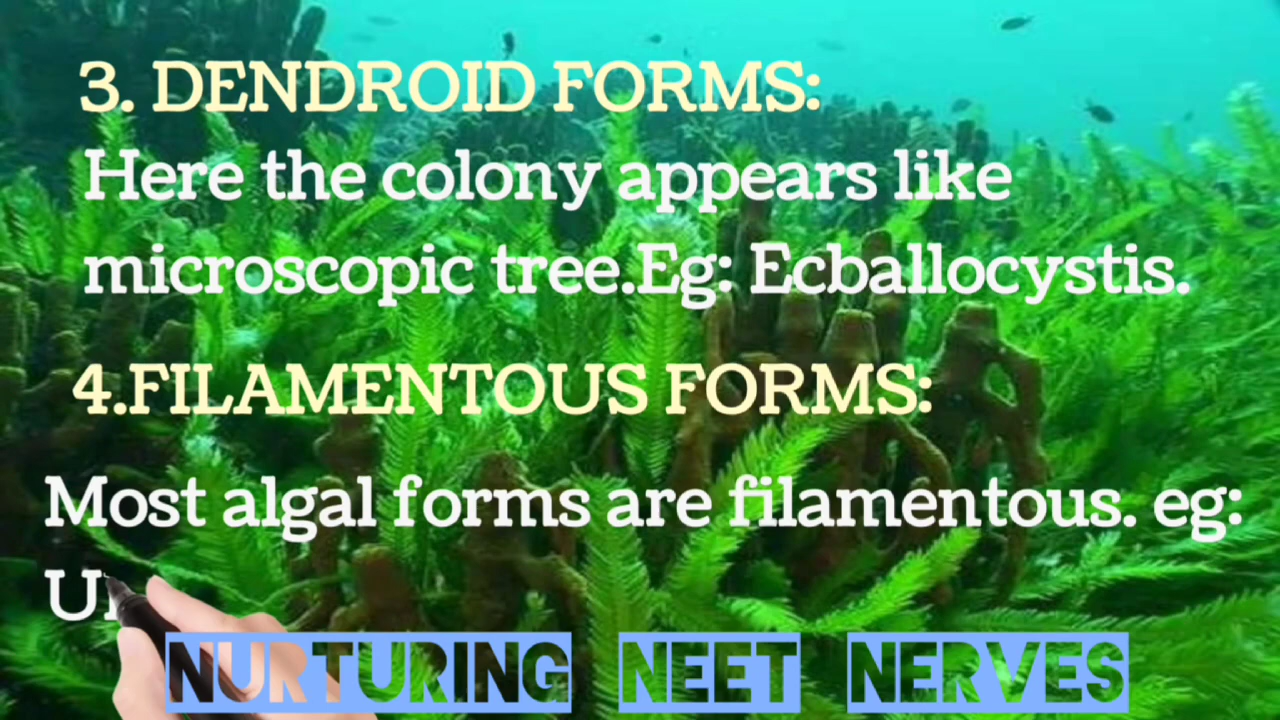 3. DENDROID FORMS:
Here the colony appears like
microscopic tree.Eg: Ecballocystis.
4.FILAMENTOUS FORMS:
Most algal forms are filamentous. eg:
NURTURING NEET NERVES